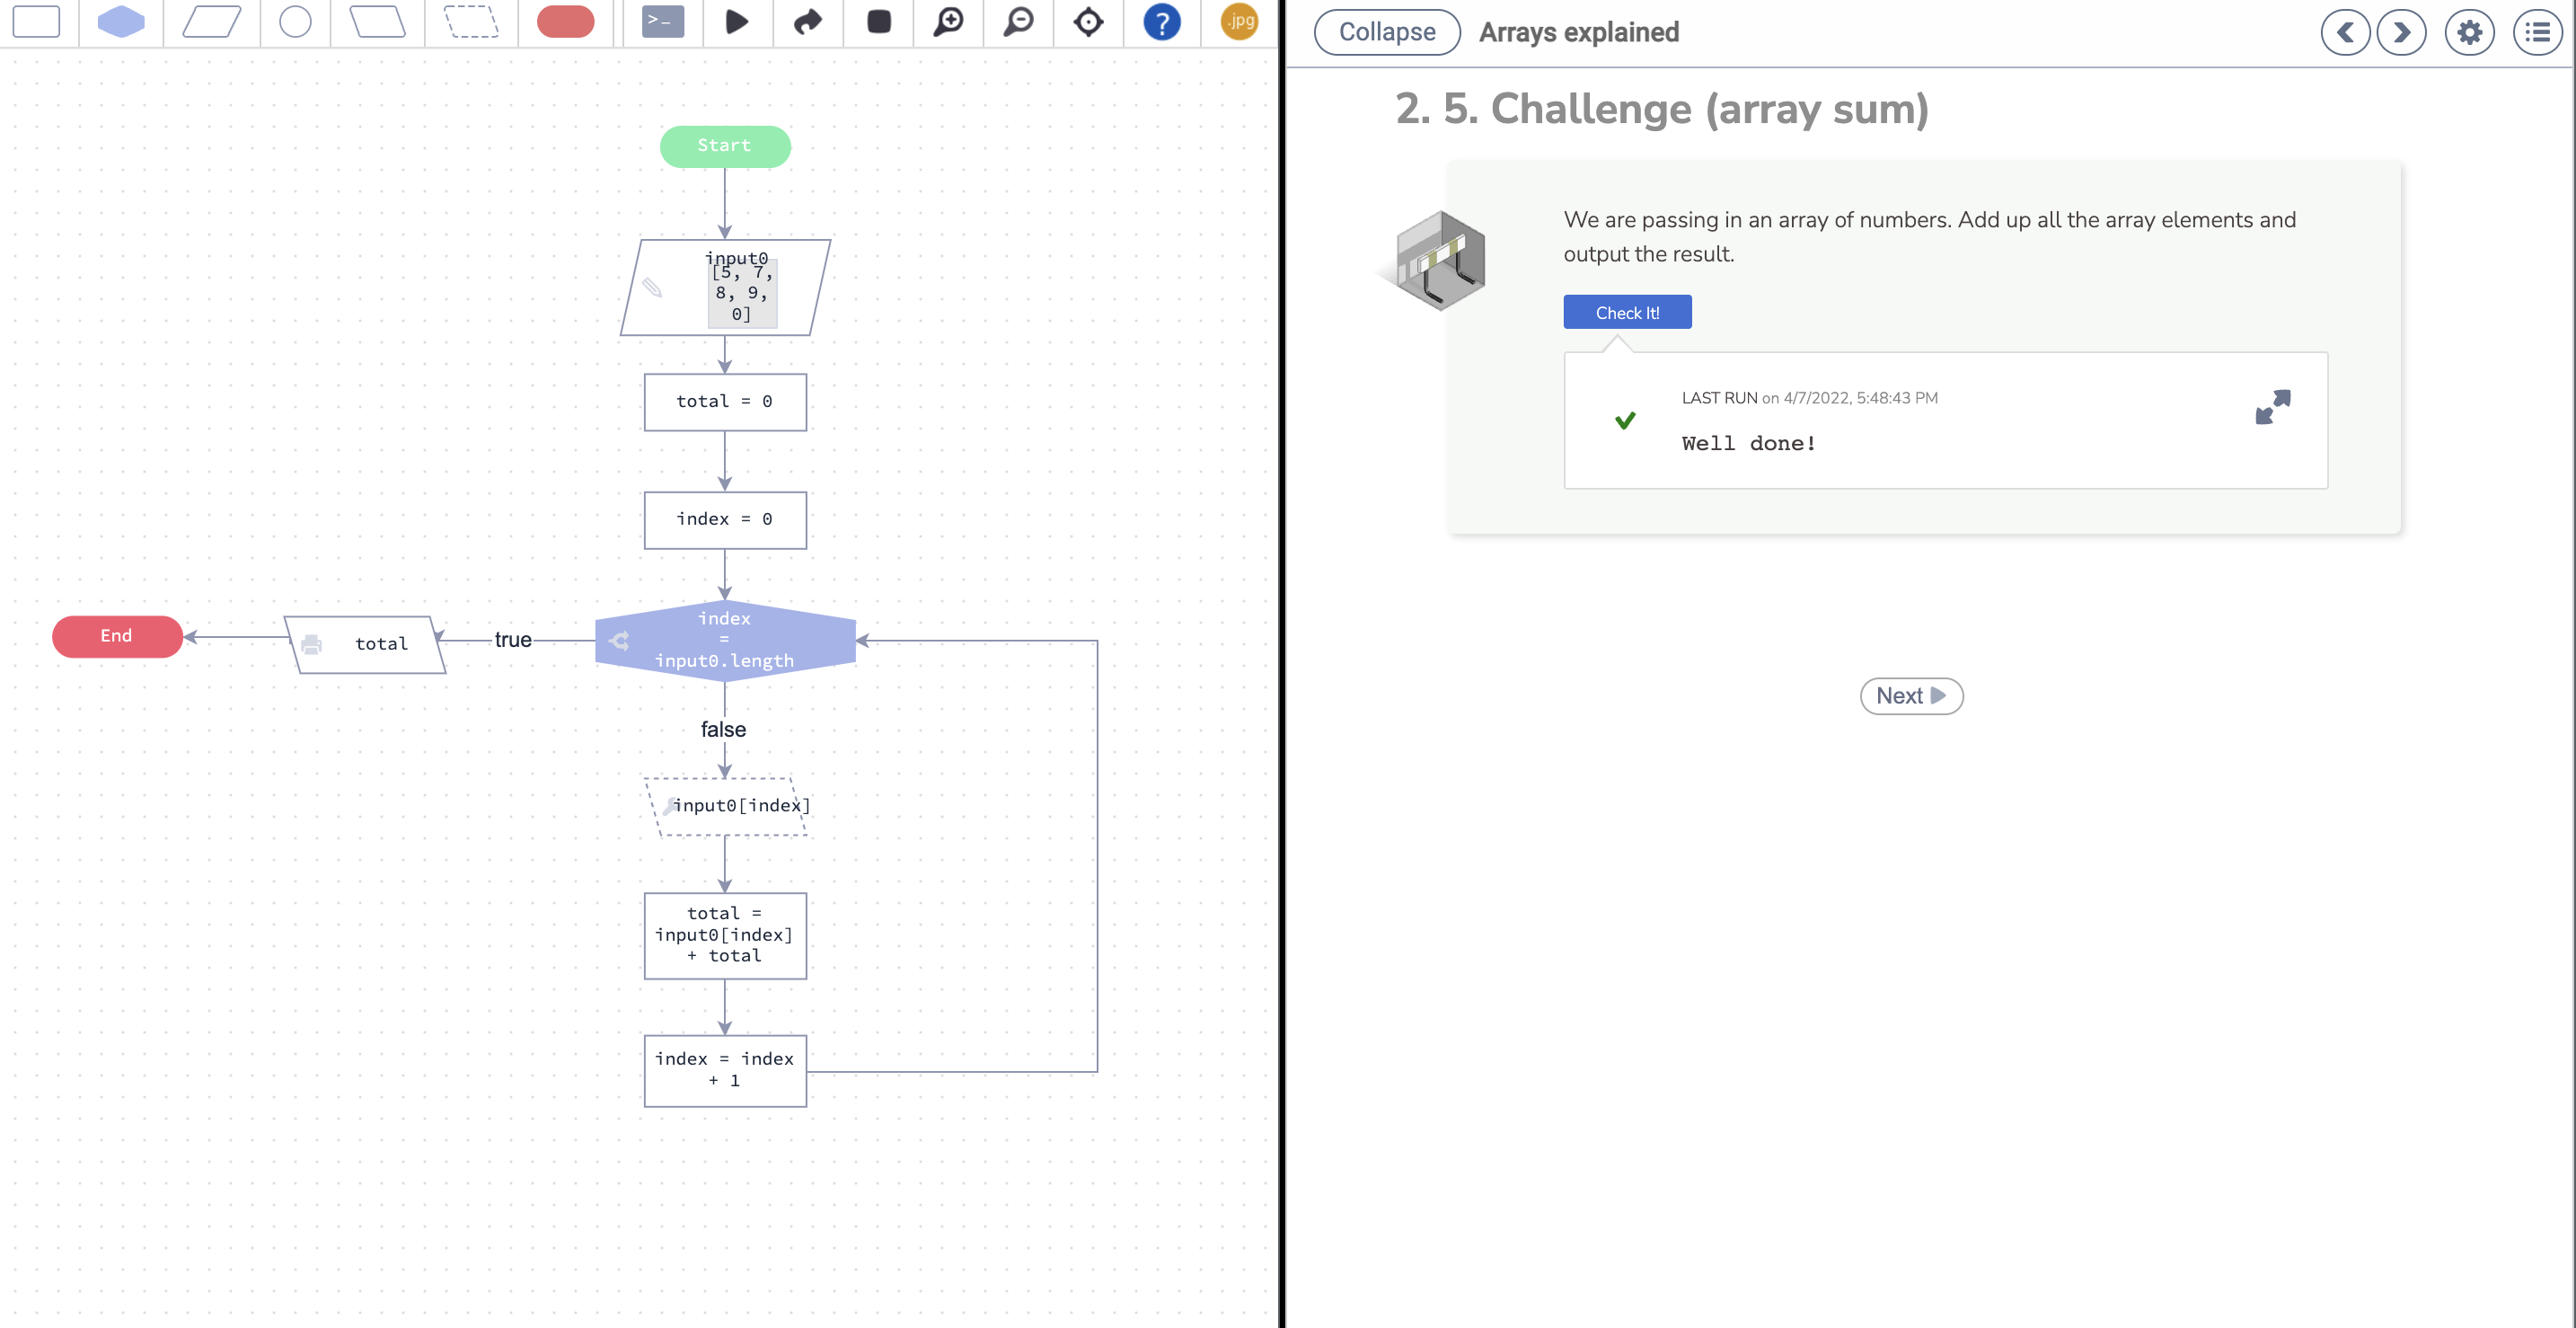 >_
?
.jpg
Collapse
Arrays explained
Start
input0
[5, 7,
8, 9,
0]
total = 0
index = 0
index
=
input0.length
true
total
End
false
input0[index]
total =
input0[index]
+ total
index = index
+ 1
2. 5. Challenge (array sum)
We are passing in an array of numbers. Add up all the array elements and
output the result.
Check It!
LAST RUN on 4/7/2022, 5:48:43 PM
Well done!
Next